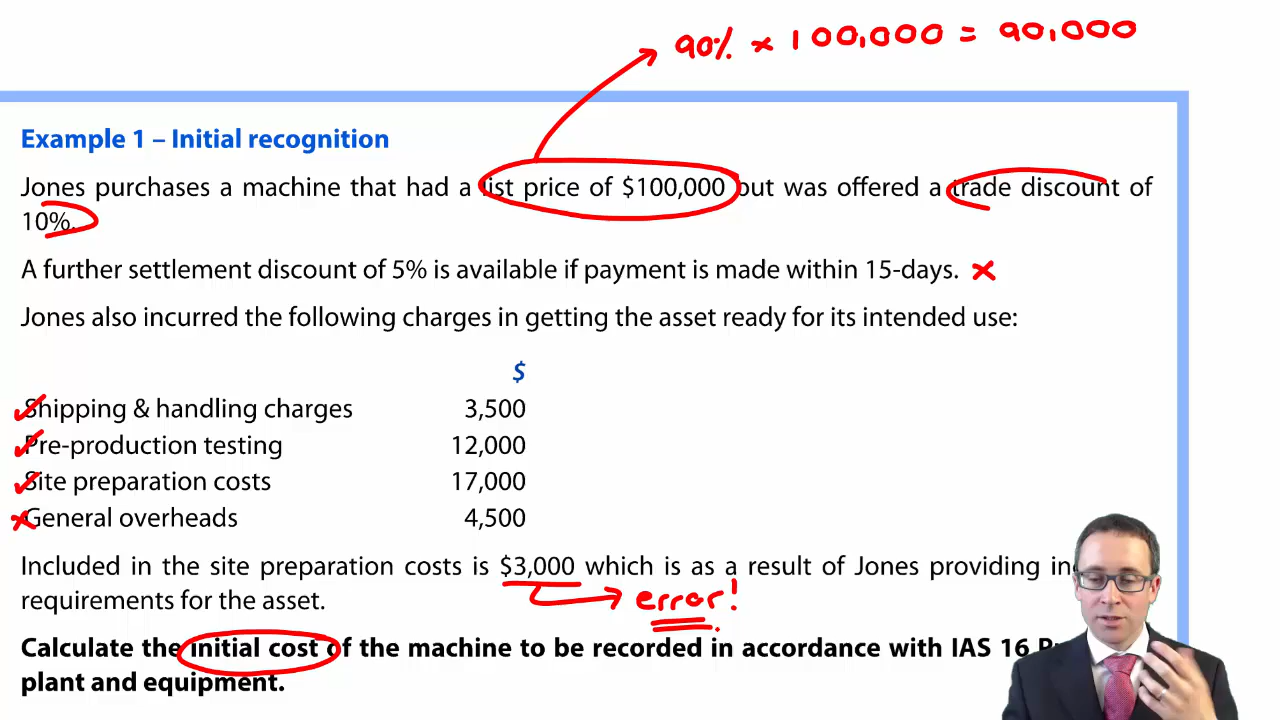 90% × 100,000 = 90,000
Example 1 – Initial recognition
Jones purchases a machine that had a list price of $100,000 but was offered a trade discount of
10%.
A further settlement discount of 5% is available if payment is made within 15-days. ×
Jones also incurred the following charges in getting the asset ready for its intended use:
$
Shipping & handling charges 3,500
Pre-production testing 12,000
Site preparation costs 17,000
General overheads 4,500
Included in the site preparation costs is $3,000 which is as a result of Jones providing
requirements for the asset.
error!
Calculate the initial cost of the machine to be recorded in accordance with IAS 16
plant and equipment.